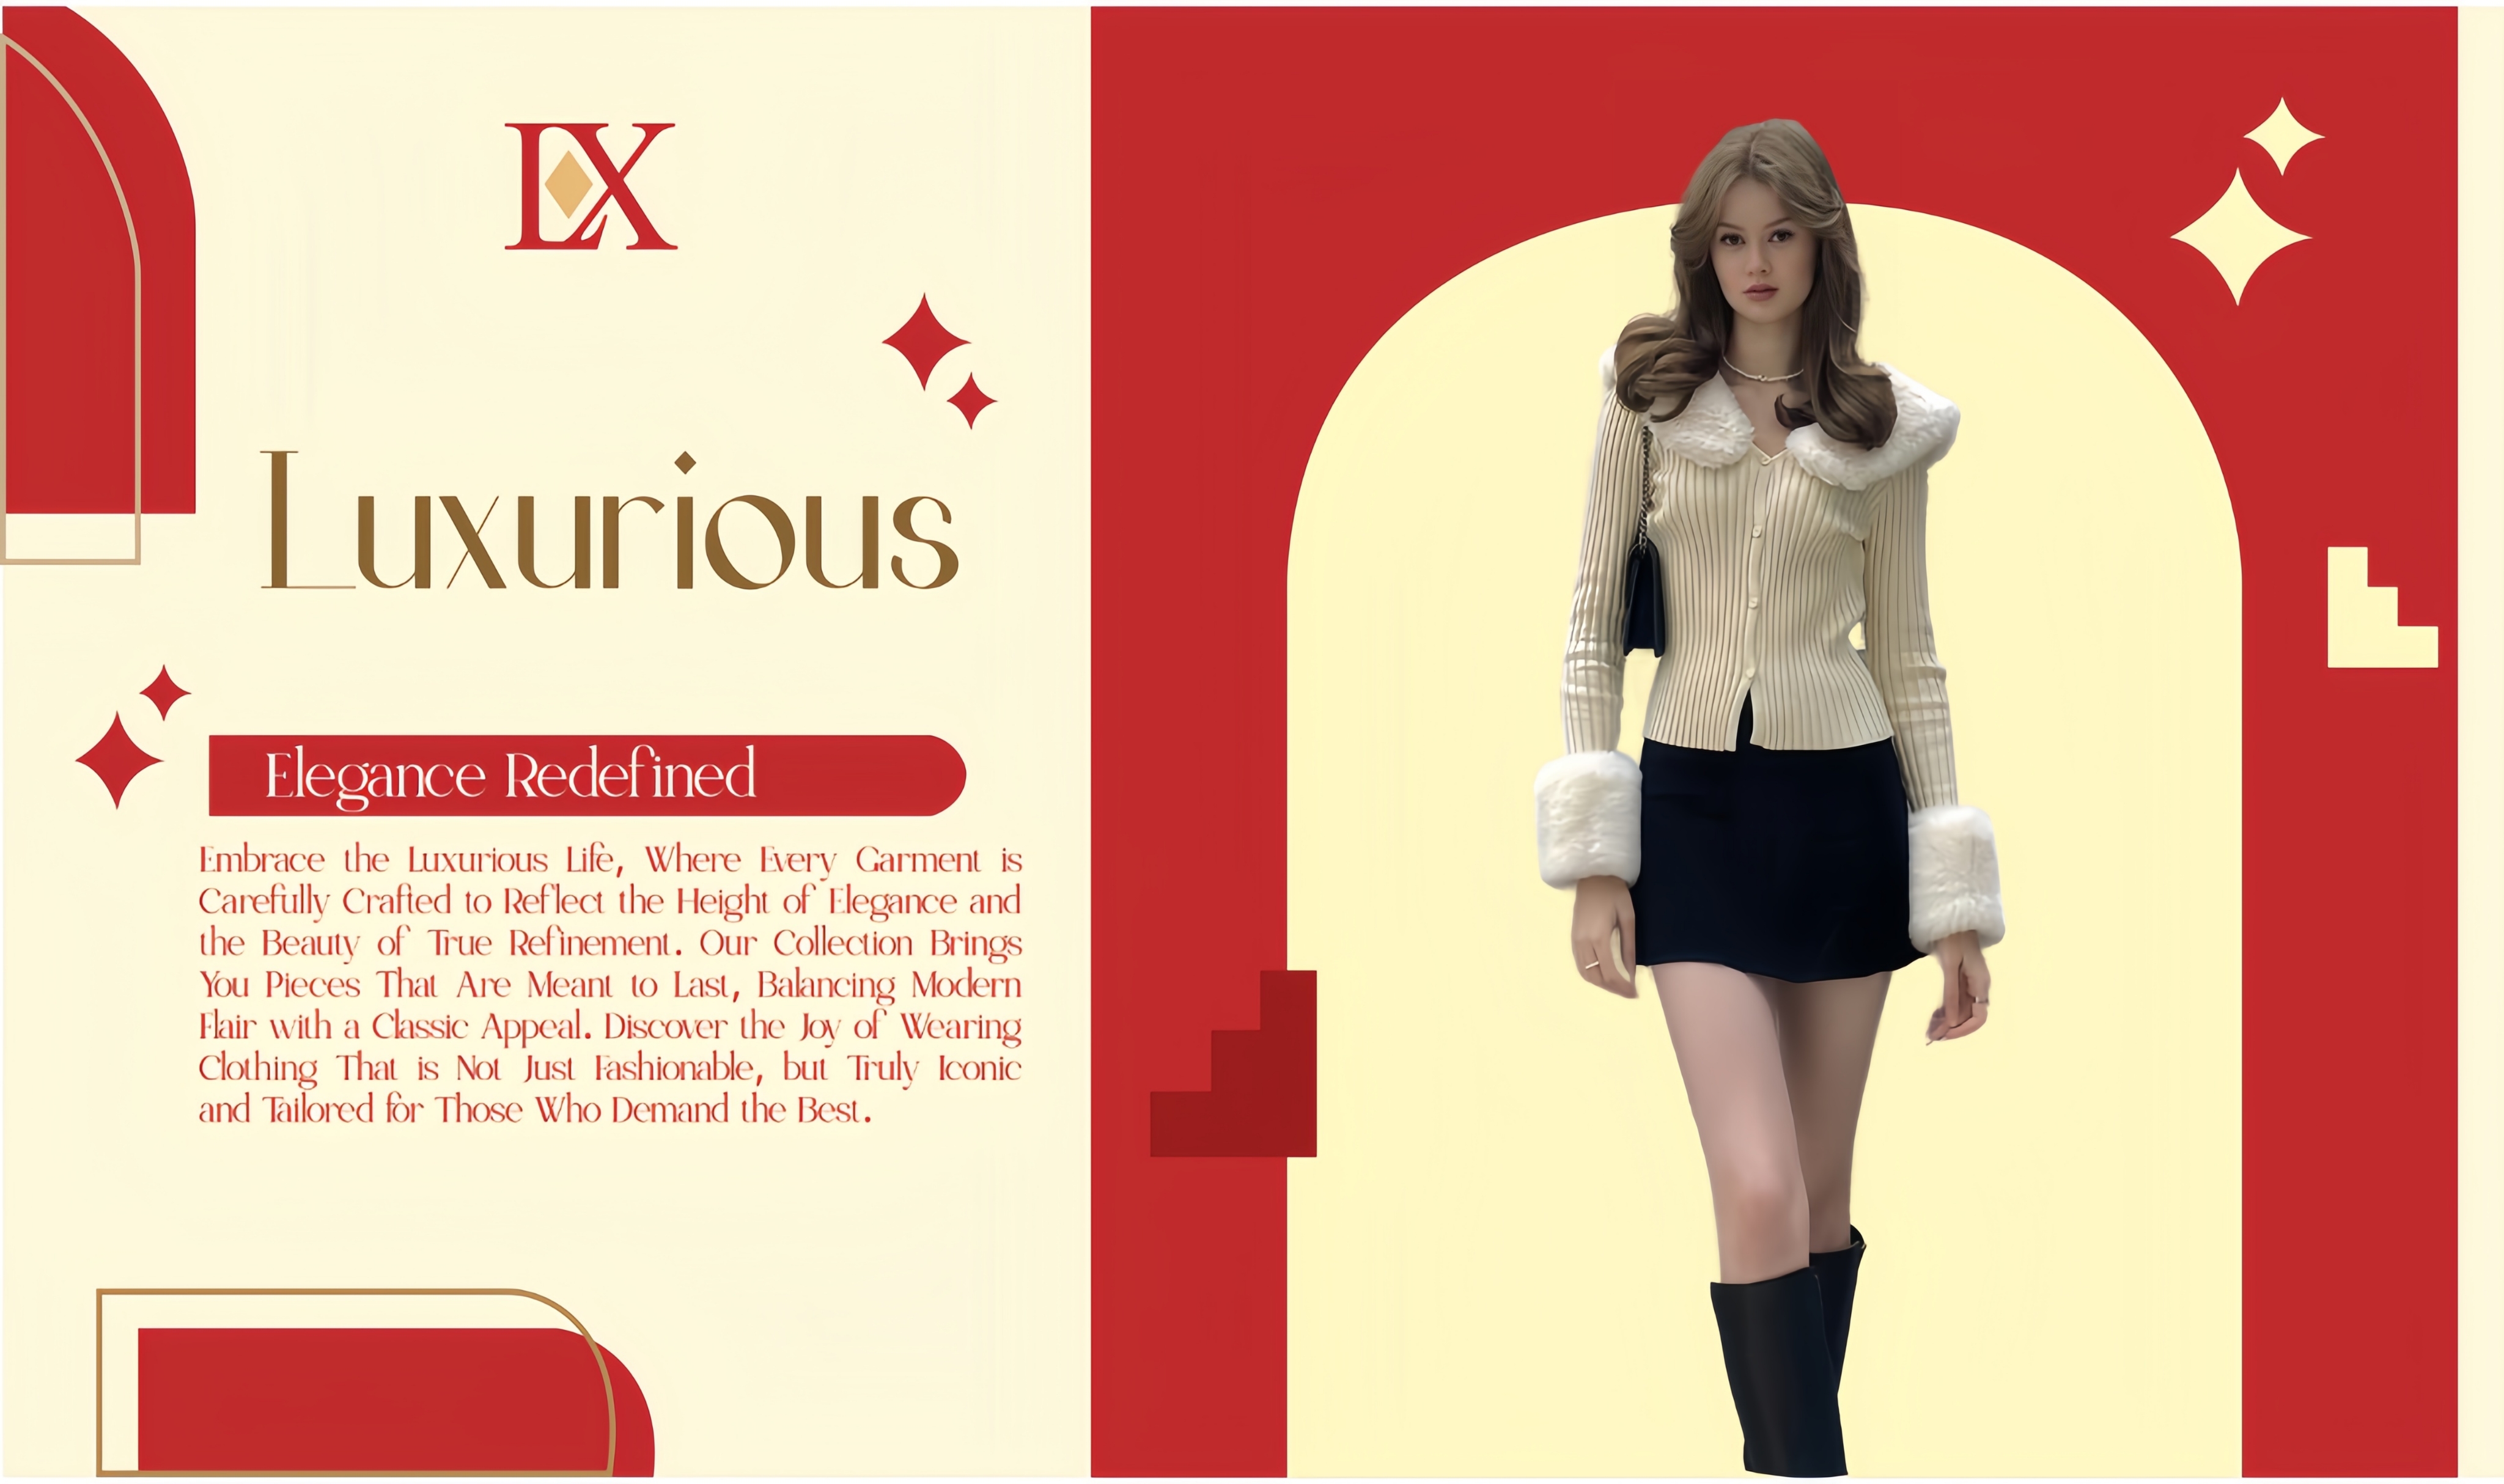 LX
Luxurious
Elegance Redefined
Embrace the Luxurious Life, Where Every Garment is
Carefully Crafted to Reflect the Height of Elegance and
the Beauty of True Refinement. Our Collection Brings
You Pieces That Are Meant to Last, Balancing Modern
Flair with a Classic Appeal. Discover the Joy of Wearing
Clothing That is Not Just Fashionable, but Truly Iconic
and Tailored for Those Who Demand the Best.